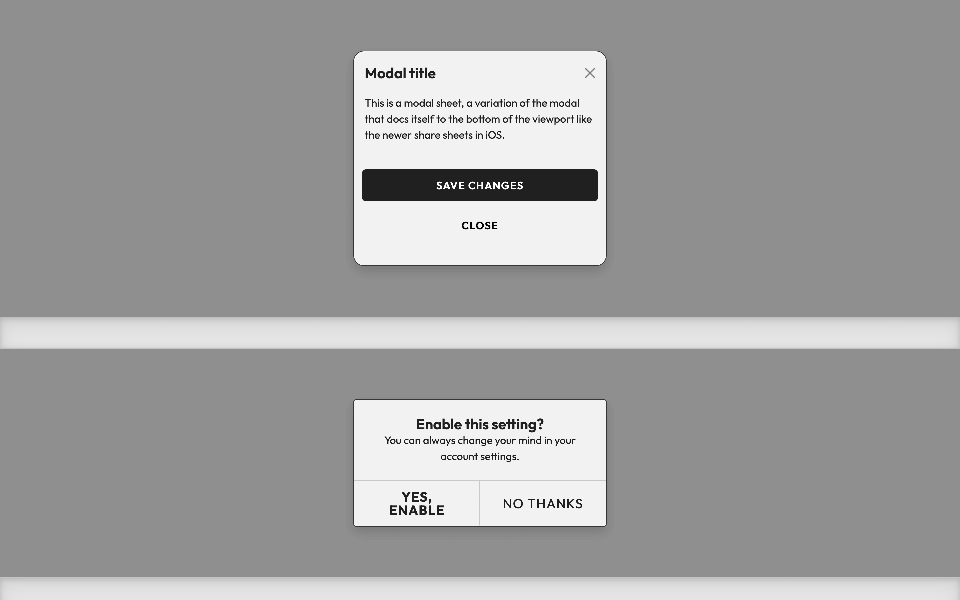 Modal title
This is a modal sheet, a variation of the modal
that docs itself to the bottom of the viewport like
the newer share sheets in iOS.
SAVE CHANGES
CLOSE
Enable this setting?
You can always change your mind in your
account settings.
YES,
ENABLE
NO THANKS